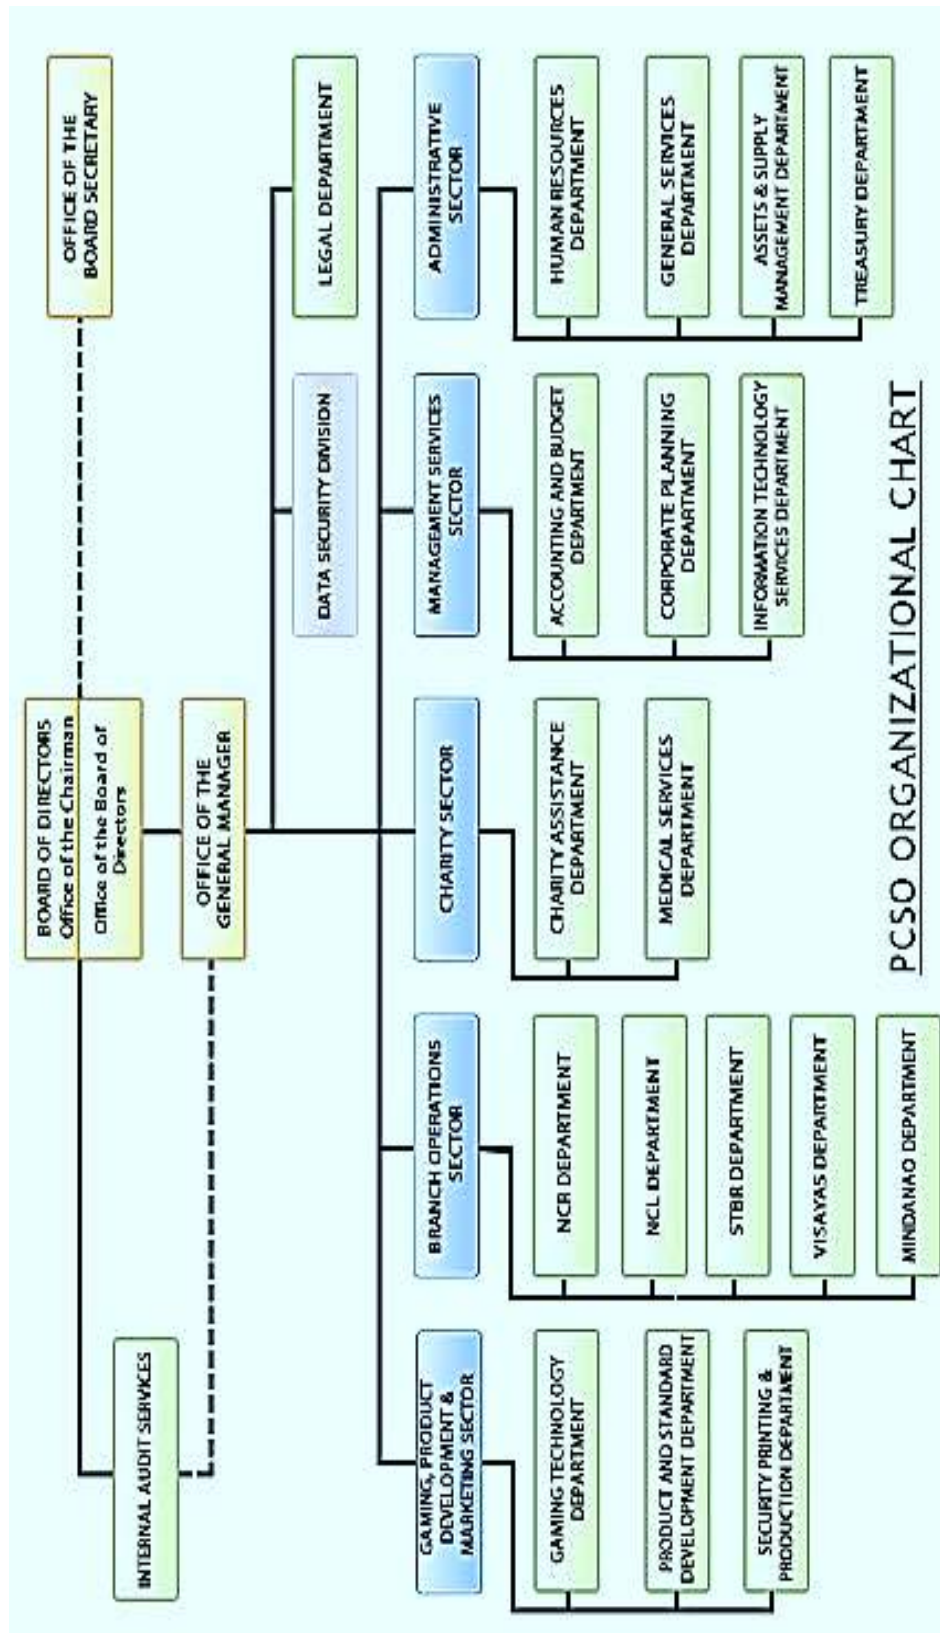 BOARD OF DIRECTORS
Office of the Chairman
Office of the Board of
Directors
OFFICE OF THE
BOARD SECRETARY
INTERNAL AUDIT SERVICES
OFFICE OF THE
GENERAL MANAGER
DATA SECURITY DIVISION
LEGAL DEPARTMENT
GAMING, PRODUCT
DEVELOPMENT &
MARKETING SECTOR
BRANCH OPERATIONS
SECTOR
CHARITY SECTOR
MANAGEMENT SERVICES
SECTOR
ADMINISTRATIVE
SECTOR
GAMING TECHNOLOGY
DEPARTMENT
PRODUCT AND STANDARD
DEVELOPMENT DEPARTMENT
SECURITY PRINTING &
PRODUCTION DEPARTMENT
NCR DEPARTMENT
NCL DEPARTMENT
STBR DEPARTMENT
VISAYAS DEPARTMENT
MINDANAO DEPARTMENT
CHARITY ASSISTANCE
DEPARTMENT
MEDICAL SERVICES
DEPARTMENT
ACCOUNTING AND BUDGET
DEPARTMENT
CORPORATE PLANNING
DEPARTMENT
INFORMATION TECHNOLOGY
SERVICES DEPARTMENT
HUMAN RESOURCES
DEPARTMENT
GENERAL SERVICES
DEPARTMENT
ASSETS & SUPPLY
MANAGEMENT DEPARTMENT
TREASURY DEPARTMENT
PCSO ORGANIZATIONAL CHART